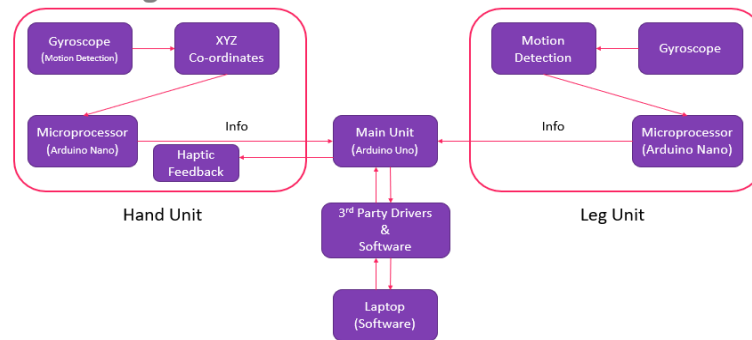 Gyroscope
(Motion Detection)
XYZ
Co-ordinates
Microprocessor
(Arduino Nano)
Info
Haptic
Feedback
Hand Unit
Main Unit
(Arduino Uno)
3rd Party Drivers
&
Software
Laptop
(Software)
Motion
Detection
Gyroscope
Info
Microprocessor
(Arduino Nano)
Leg Unit